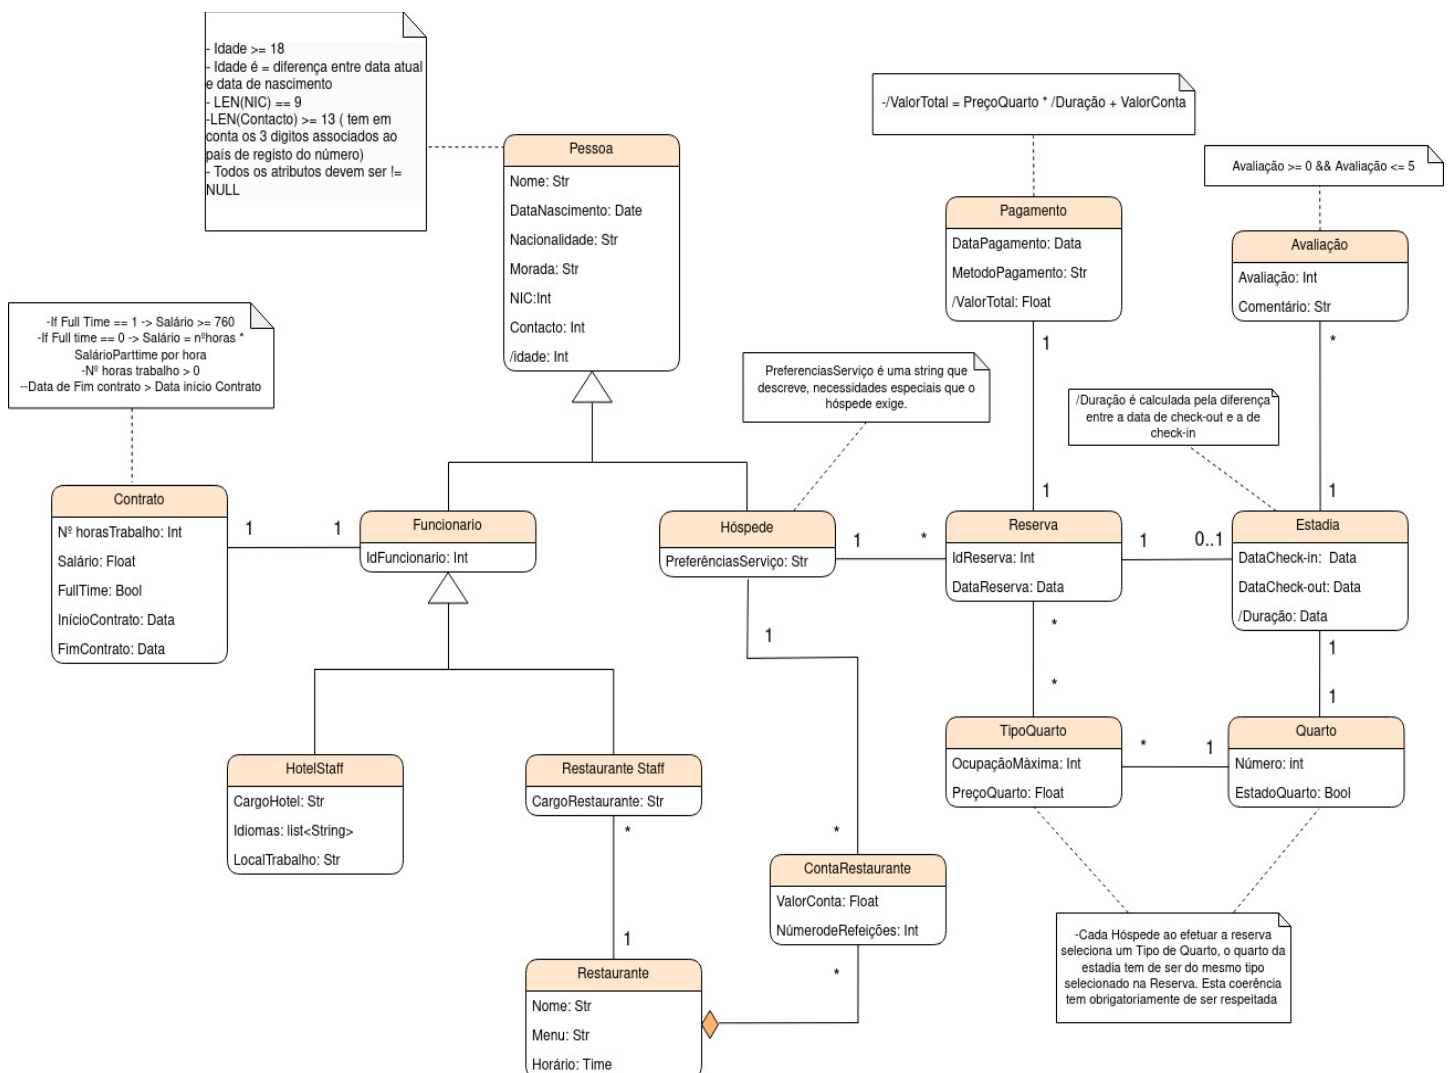 - Idade >= 18
- Idade é = diferença entre data atual
e data de nascimento
- LEN(NIC) == 9
-LEN(Contacto) >= 13 ( tem em
conta os 3 digitos associados ao
país de registo do número)
- Todos os atributos devem ser !=
NULL
Pessoa
Nome: Str
DataNascimento: Date
Nacionalidade: Str
Morada: Str
NIC:Int
Contacto: Int
/idade: Int
-/ValorTotal = PreçoQuarto * /Duração + ValorConta
Pagamento
DataPagamento: Data
MetodoPagamento: Str
/ValorTotal: Float
1
1
Avaliação >= 0 && Avaliação <= 5
Avaliação
Avaliação: Int
Comentário: Str
*
1
-If Full Time == 1 -> Salário >= 760
-If Full time == 0 -> Salário = nºhoras *
SalárioParttime por hora
-Nº horas trabalho > 0
--Data de Fim contrato > Data início Contrato
PreferenciasServiço é uma string que
descreve, necessidades especiais que o
hóspede exige.
/Duração é calculada pela diferença
entre a data de check-out e a de
check-in
Contrato
Nº horasTrabalho: Int
Salário: Float
FullTime: Bool
InícioContrato: Data
FimContrato: Data
1
1
Funcionario
IdFuncionario: Int
Hóspede
PreferênciasServiço: Str
1
*
Reserva
IdReserva: Int
DataReserva: Data
1
0..1
Estadia
DataCheck-in: Data
DataCheck-out: Data
/Duração: Data
1
*
*
1
1
HotelStaff
CargoHotel: Str
Idiomas: list<String>
LocalTrabalho: Str
Restaurante Staff
CargoRestaurante: Str
*
1
TipoQuarto
OcupaçãoMàxima: Int
PreçoQuarto: Float
*
1
Quarto
Número: int
EstadoQuarto: Bool
*
ContaRestaurante
ValorConta: Float
NúmerodeRefeições: Int
*
Restaurante
Nome: Str
Menu: Str
Horário: Time
-Cada Hóspede ao efetuar a reserva
seleciona um Tipo de Quarto, o quarto da
estadia tem de ser do mesmo tipo
selecionado na Reserva. Esta coerência
tem obrigatoriamente de ser respeitada